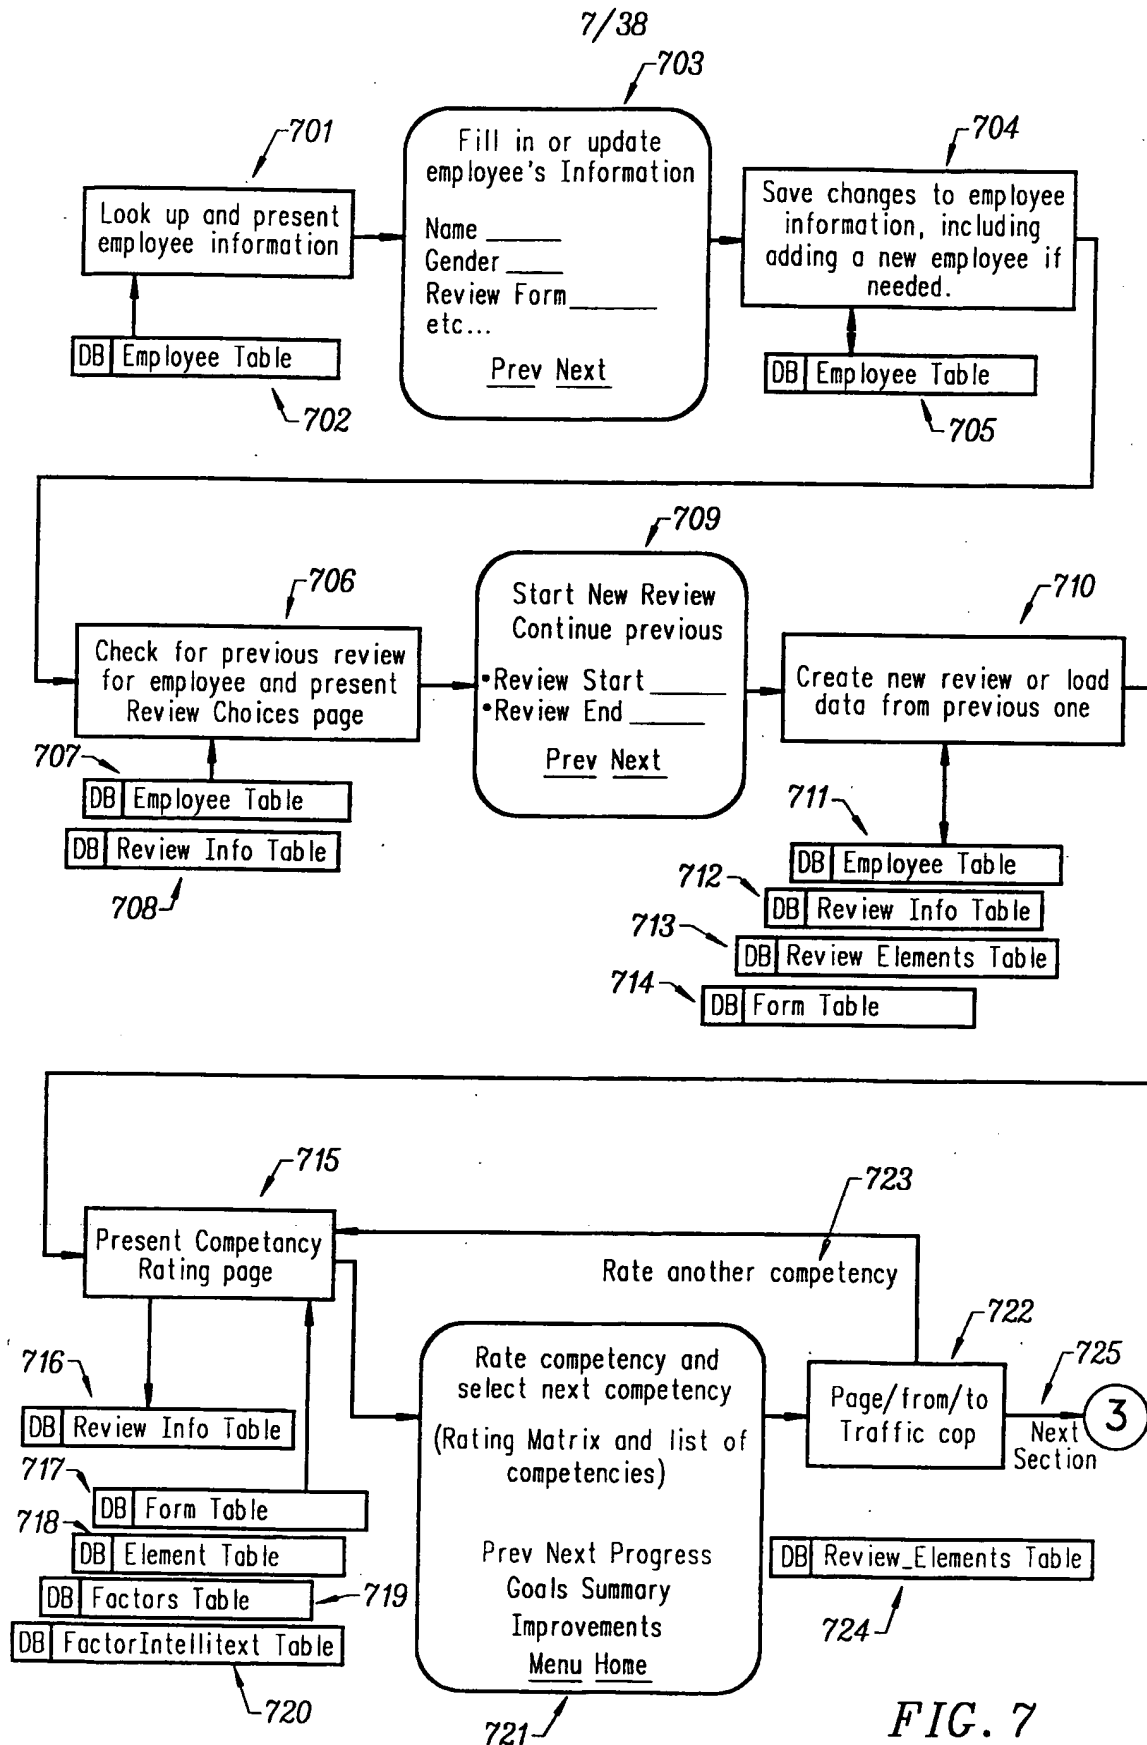 7/38
703
701
Fill in or update
employee's Information
Name ______
Gender ____
Review Form ______
etc...
Prev Next
704
Look up and present
employee information
Save changes to employee
information, including
adding a new employee if
needed.
DB Employee Table
702
DB Employee Table
705
709
706
Start New Review
Continue previous
•Review Start ______
•Review End ______
Prev Next
710
Check for previous review
for employee and present
Review Choices page
Create new review or load
data from previous one
707
DB Employee Table
DB Review Info Table
708
711
DB Employee Table
712
DB Review Info Table
713
DB Review Elements Table
714
DB Form Table
715
723
Present Competancy
Rating page
Rate another competency
722
725
716
DB Review Info Table
Rate competency and
select next competency
(Rating Matrix and list of
competencies)
Prev Next Progress
Goals Summary
Improvements
Menu Home
721
Page/from/to
Traffic cop
3
Next
Section
717
DB Form Table
718
DB Element Table
DB Factors Table
719
DB FactorIntellitext Table
720
DB Review_Elements Table
724
FIG. 7